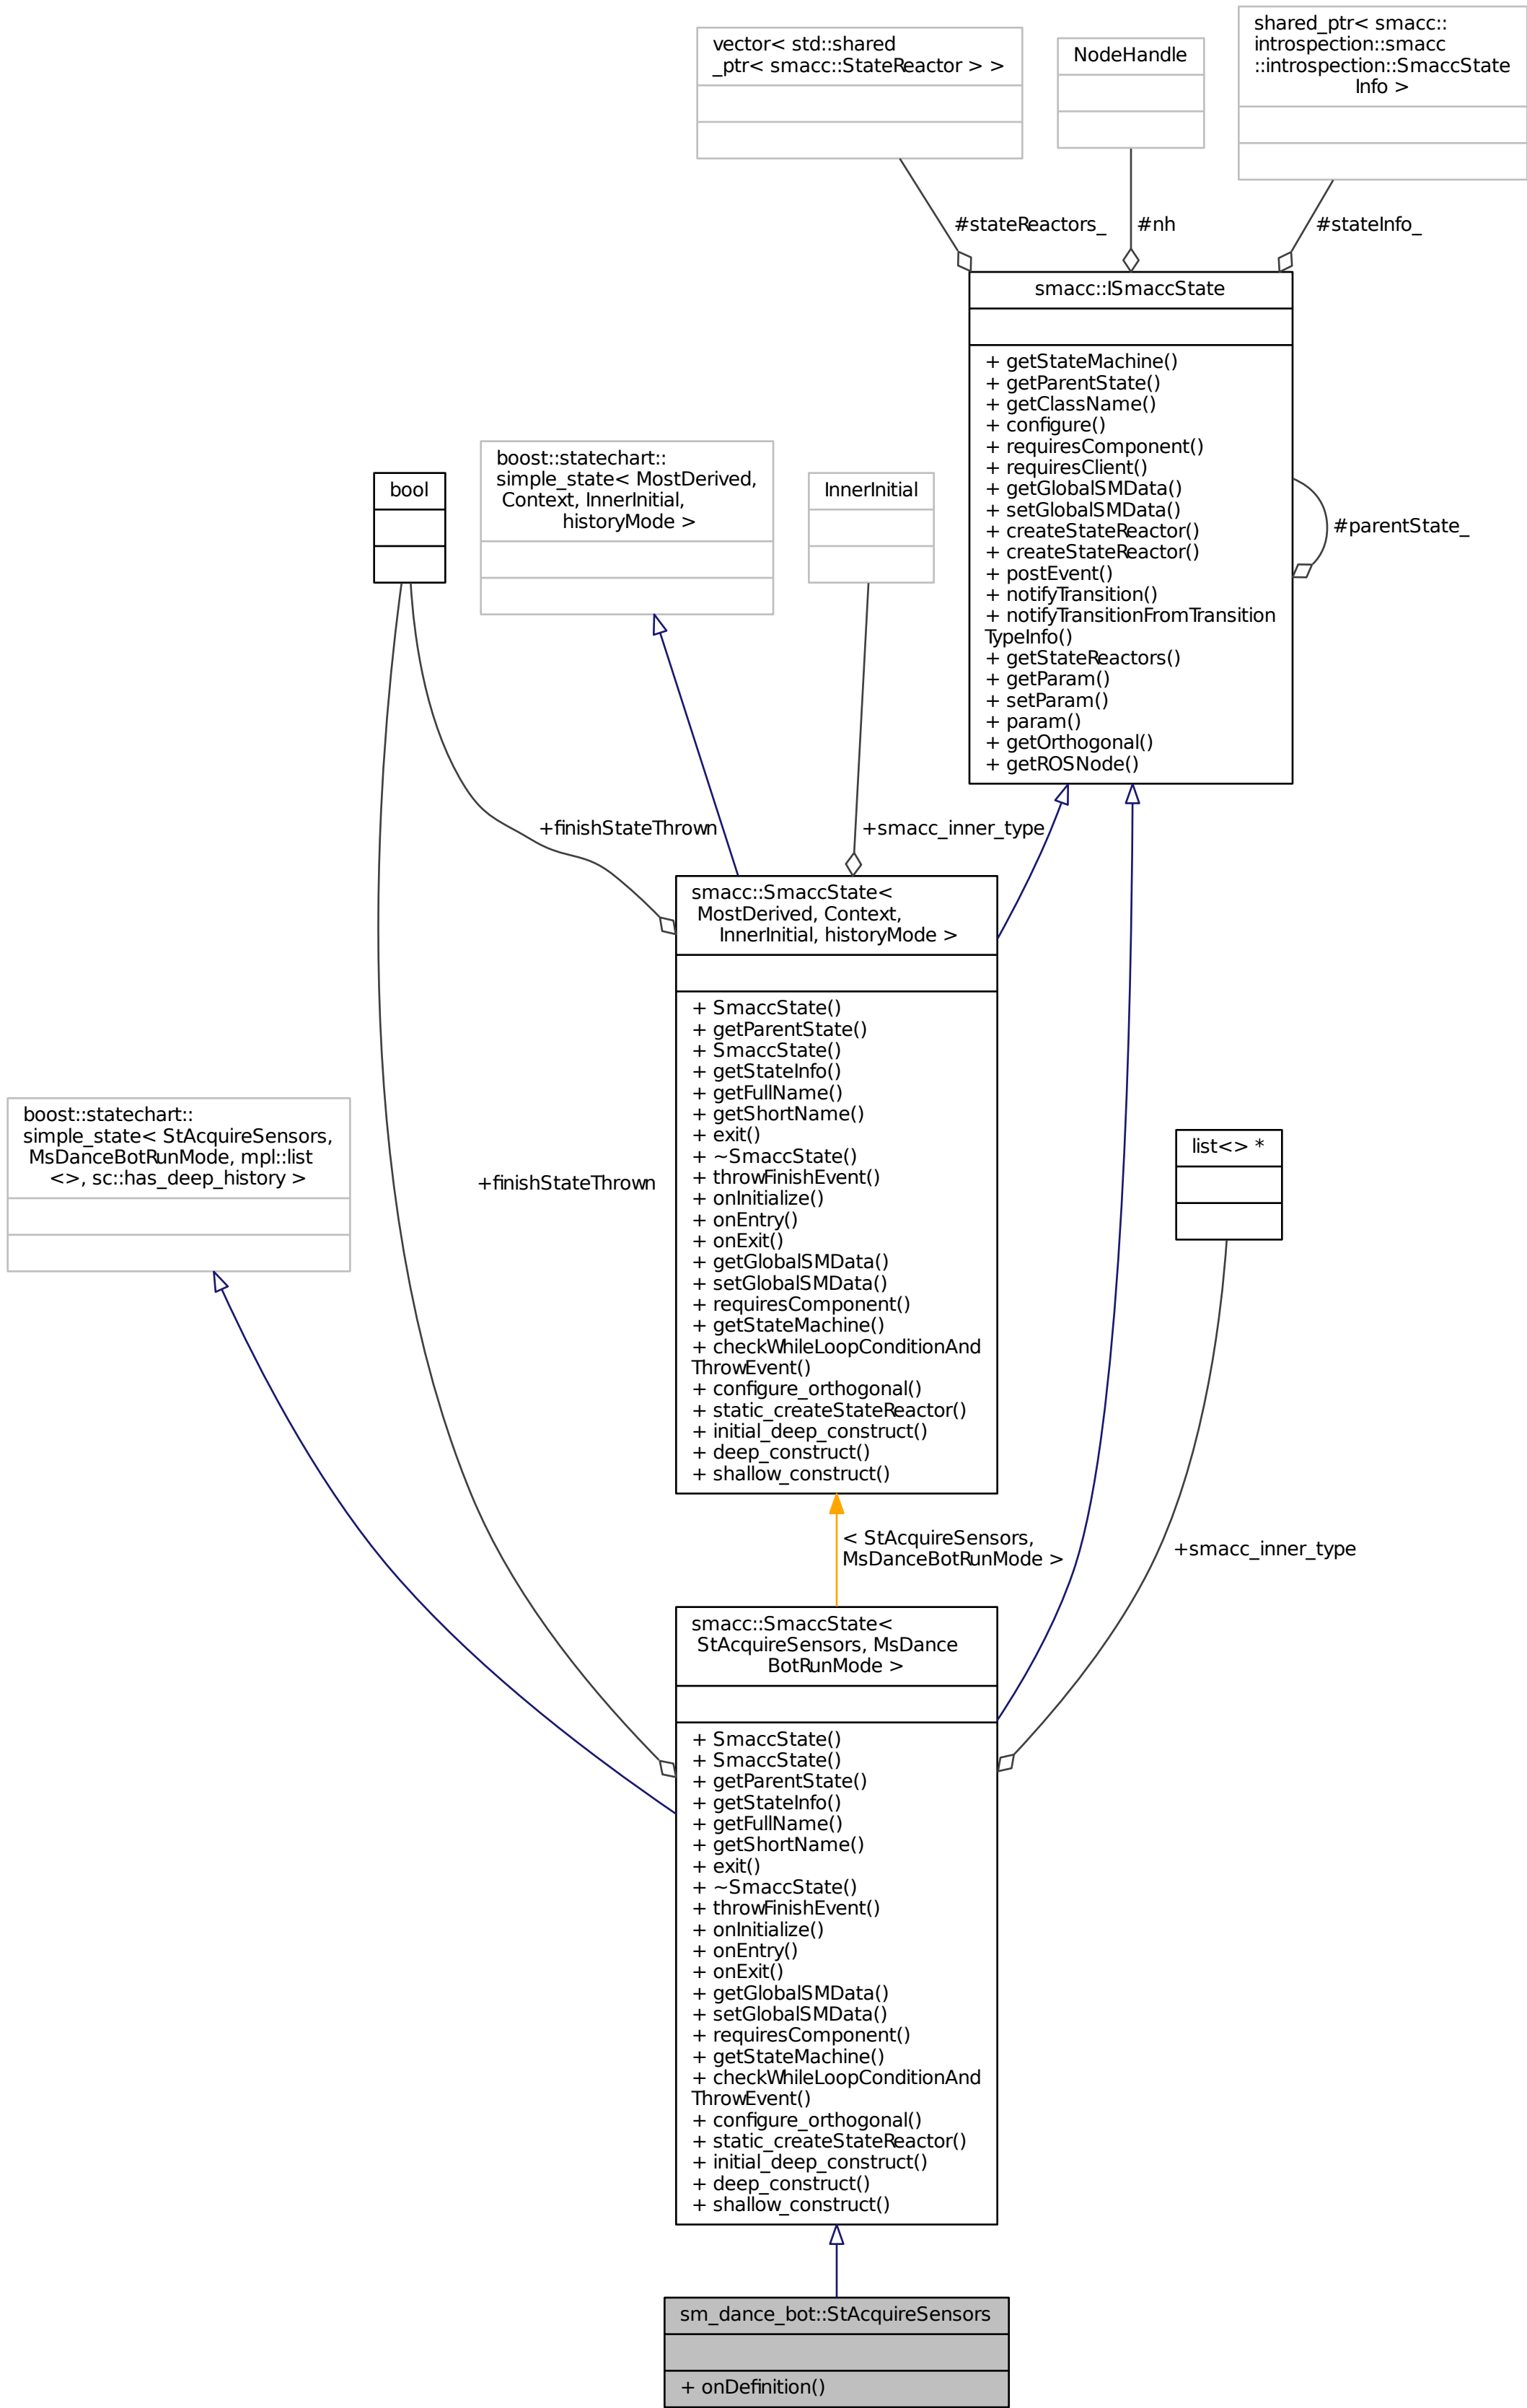 vector< std::shared
_ptr< smacc::StateReactor > >
NodeHandle
shared_ptr< smacc::
introspection::smacc
::introspection::SmaccState
Info >
#stateReactors_
#nh
#stateInfo_
smacc::ISmaccState
+ getStateMachine()
+ getParentState()
+ getClassName()
+ configure()
+ requiresComponent()
+ requiresClient()
+ getGlobalSMData()
+ setGlobalSMData()
+ createStateReactor()
+ createStateReactor()
+ postEvent()
+ notifyTransition()
+ notifyTransitionFromTransition
TypeInfo()
+ getStateReactors()
+ getParam()
+ setParam()
+ param()
+ getOrthogonal()
+ getROSNode()
#parentState_
bool
boost::statechart::
simple_state< MostDerived,
Context, InnerInitial,
historyMode >
InnerInitial
+finishStateThrown
+smacc_inner_type
smacc::SmaccState<
MostDerived, Context,
InnerInitial, historyMode >
+ SmaccState()
+ getParentState()
+ SmaccState()
+ getStateInfo()
+ getFullName()
+ getShortName()
+ exit()
+ ~SmaccState()
+ throwFinishEvent()
+ onInitialize()
+ onEntry()
+ onExit()
+ getGlobalSMData()
+ setGlobalSMData()
+ requiresComponent()
+ getStateMachine()
+ checkWhileLoopConditionAnd
ThrowEvent()
+ configure_orthogonal()
+ static_createStateReactor()
+ initial_deep_construct()
+ deep_construct()
+ shallow_construct()
boost::statechart::
simple_state< StAcquireSensors,
MsDanceBotRunMode, mpl::list
<>, sc::has_deep_history >
+finishStateThrown
list<> *
< StAcquireSensors,
MsDanceBotRunMode >
+smacc_inner_type
smacc::SmaccState<
StAcquireSensors, MsDance
BotRunMode >
+ SmaccState()
+ SmaccState()
+ getParentState()
+ getStateInfo()
+ getFullName()
+ getShortName()
+ exit()
+ ~SmaccState()
+ throwFinishEvent()
+ onInitialize()
+ onEntry()
+ onExit()
+ getGlobalSMData()
+ setGlobalSMData()
+ requiresComponent()
+ getStateMachine()
+ checkWhileLoopConditionAnd
ThrowEvent()
+ configure_orthogonal()
+ static_createStateReactor()
+ initial_deep_construct()
+ deep_construct()
+ shallow_construct()
sm_dance_bot::StAcquireSensors
+ onDefinition()